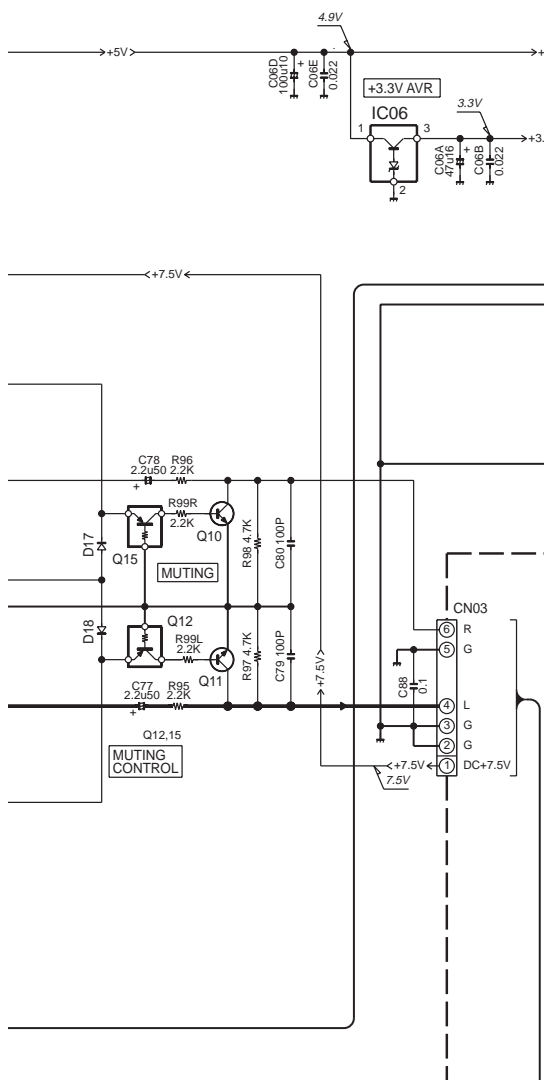 4.9V
+5V
+
C06D
100u10
+
C06E
0.022
+3.3V AVR
IC06
1
3
2
3.3V
C06A
47u16
+
C06B
0.022
+3.
+7.5V
C78
2.2u50
+
R96
2.2K
R99R
2.2K
Q10
D17
Q15
MUTING
R98 4.7K
C80 100P
D18
Q12
R99L
2.2K
Q11
R97 4.7K
C79 100P
+7.5V
C77
2.2u50
+
R95
2.2K
Q12,15
MUTING
CONTROL
CN03
6 R
5 G
C88
0.1
4 L
3 G
2 G
1 DC+7.5V
+7.5V
7.5V